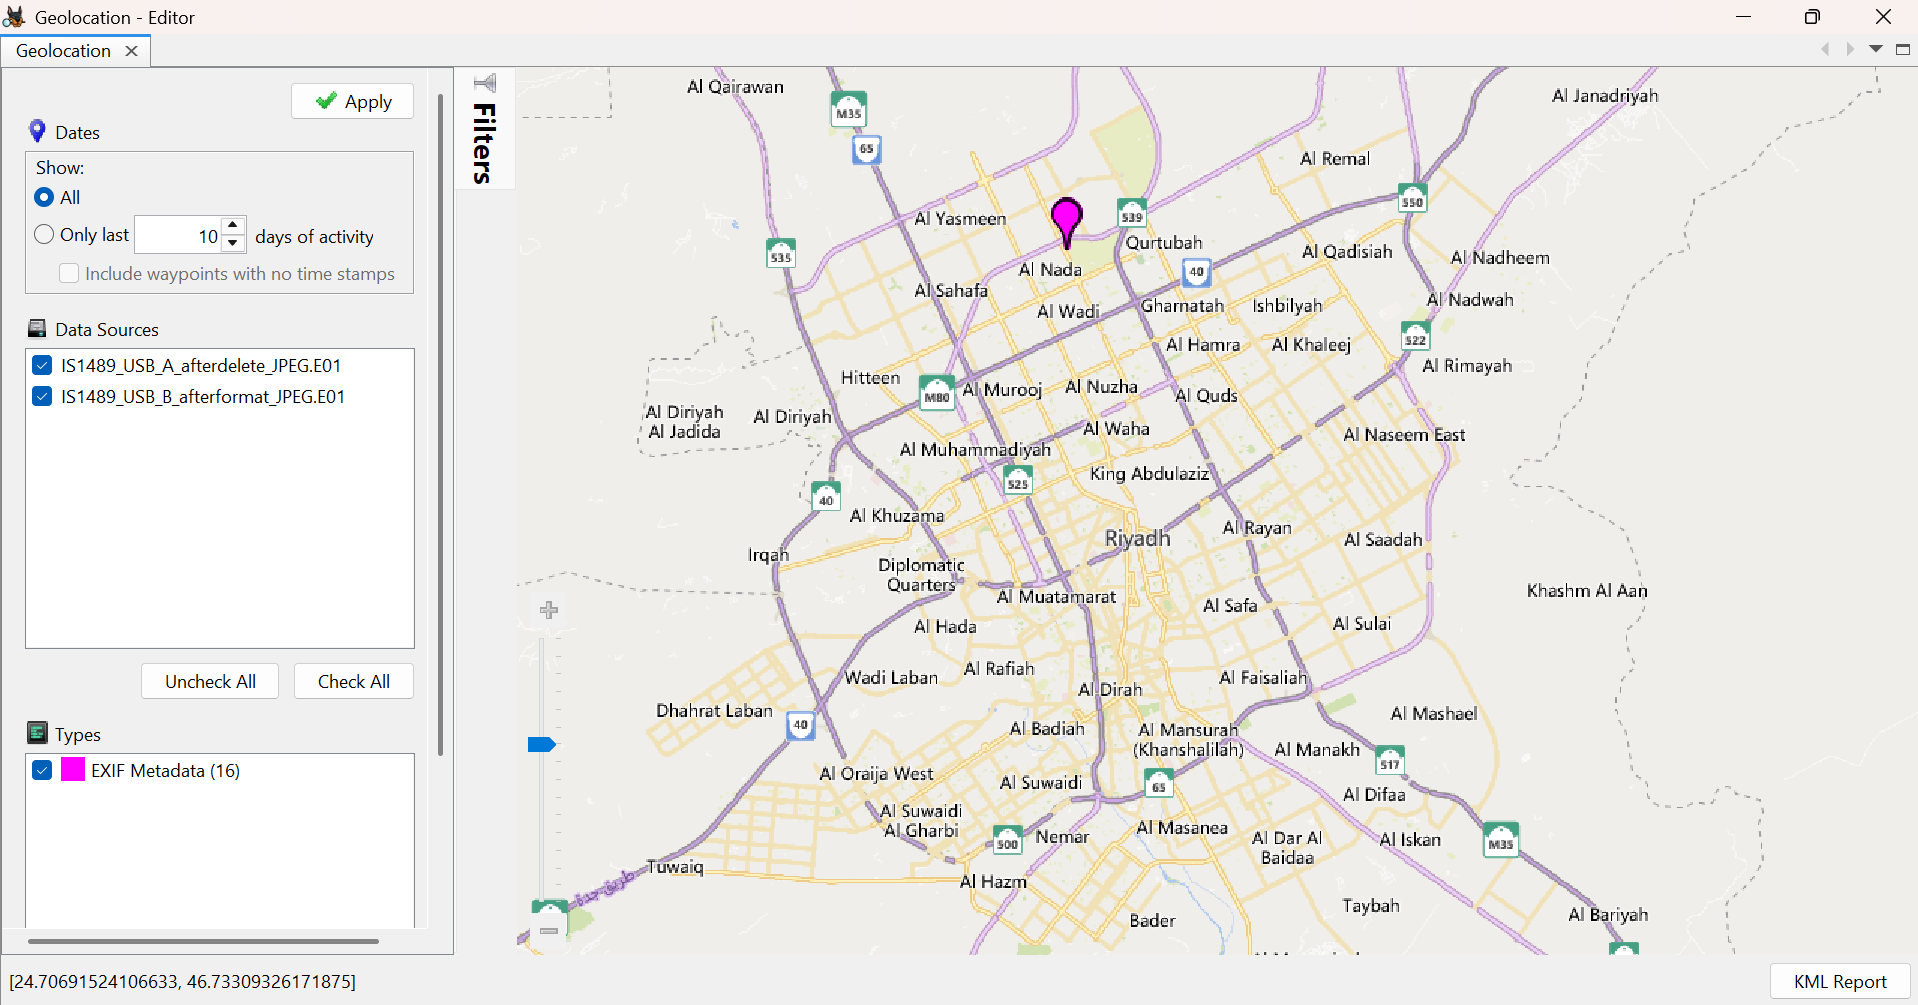 Geolocation - Editor
Geolocation
Apply
Dates
Show:
All
Only last 10 days of activity
Include waypoints with no time stamps
Data Sources
IS1489_USB_A_afterdelete_JPEG.E01
IS1489_USB_B_afterformat_JPEG.E01
Uncheck All
Check All
Types
EXIF Metadata (16)
Filters
Al Qairawan
Al Janadriyah
M35
65
Al Remal
550
Al Yasmeen
539
Qurtubah
535
Al Qadisiah
Al Nadheem
Al Nada
40
Al Sahafa
Al Nadwah
Al Wadi
Gharnatah
Ishbilyah
522
Al Hamra
Al Khaleej
Al Rimayah
Hitteen
M80
Al Murooj
Al Nuzha
Al Quds
Al Diriyah
Al Jadida
Al Diriyah
Al Waha
Al Naseem East
Al Muhammadiyah
King Abdulaziz
525
40
Al Khuzama
Al Rayan
Riyadh
Al Saadah
Irqah
Diplomatic
Quarters
Al Muatamarat
Khashm Al Aan
Al Safa
Al Hada
Al Sulai
Al Rafiah
Wadi Laban
Al Faisaliah
Al Dirah
Dhahrat Laban
40
Al Mashael
Al Badiah
Al Mansurah
(Khanshalilah)
Al Manakh
517
Al Oraija West
Al Suwaidi
65
Al Difaa
Al Suwaidi
Al Gharbi
500
Nemar
Al Masanea
Al Dar Al
Baidaa
Al Iskan
M35
Tuwaiq
طريق جدة
Al Hazm
Taybah
Bader
Al Bariyah
[24.70691524106633, 46.73309326171875]
KML Report